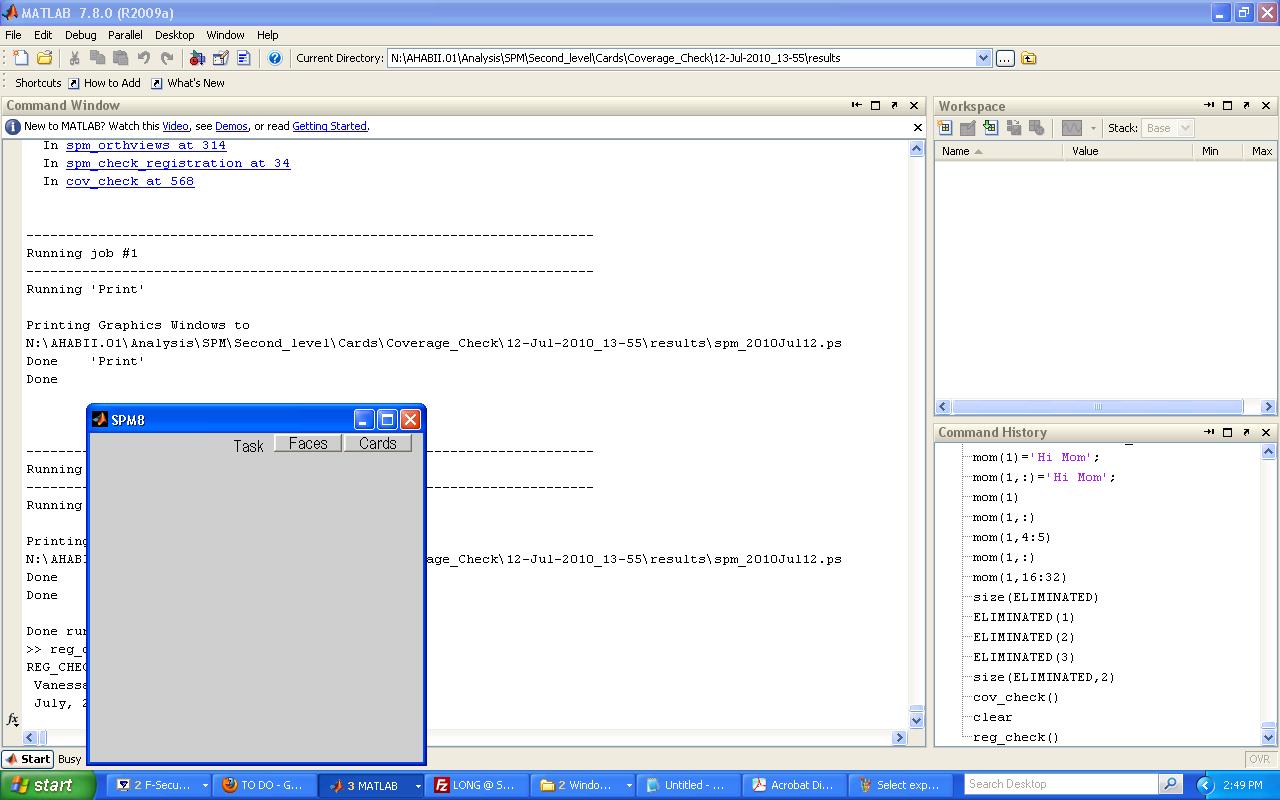 MATLAB 7.8.0 (R2009a)
File Edit Debug Parallel Desktop Window Help
Current Directory: N:\AHABII.01\Analysis\SPM\Second_level\Cards\Coverage_Check\12-Jul-2010_13-55\results
Shortcuts How to Add What's New
Command Window
New to MATLAB? Watch this Video, see Demos, or read Getting Started.
In spm_orthviews at 314
In spm_check_registration at 34
In cov_check at 568
------------------------------------------------------------------------
Running job #1
------------------------------------------------------------------------
Running 'Print'
Printing Graphics Windows to
N:\AHABII.01\Analysis\SPM\Second_level\Cards\Coverage_Check\12-Jul-2010_13-55\results\spm_2010Jul12.ps
Done 'Print'
Done
SPM8
Task Faces Cards
Running
Running
Printing
N:\AHAB age_Check\12-Jul-2010_13-55\results\spm_2010Jul12.ps
Done
Done
Done run
>> reg_c
REG_CHEC
Vanessa
July, 2
fx
Start Busy
Workspace
Stack: Base
Name Value Min Max
Command History
mom(1)='Hi Mom';
mom(1,:)='Hi Mom';
mom(1)
mom(1,:)
mom(1,4:5)
mom(1,:)
mom(1,16:32)
size(ELIMINATED)
ELIMINATED(1)
ELIMINATED(2)
ELIMINATED(3)
size(ELIMINATED,2)
cov_check()
clear
reg_check()
OVR
start 2 F-Secu... TO DO - G... 3 MATLAB LONG @ S... 2 Windo... Untitled - ... Acrobat Di... Select exp... Search Desktop 2:49 PM